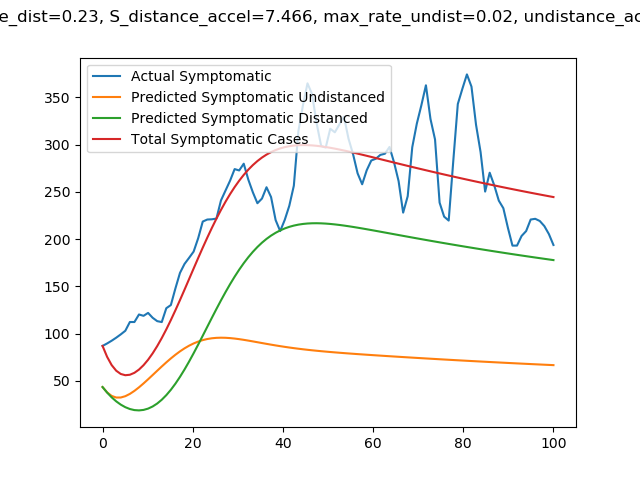 e_dist=0.23, S_distance_accel=7.466, max_rate_undist=0.02, undistance_ac
Actual Symptomatic
Predicted Symptomatic Undistanced
Predicted Symptomatic Distanced
Total Symptomatic Cases
350
300
250
200
150
100
50
0 20 40 60 80 100